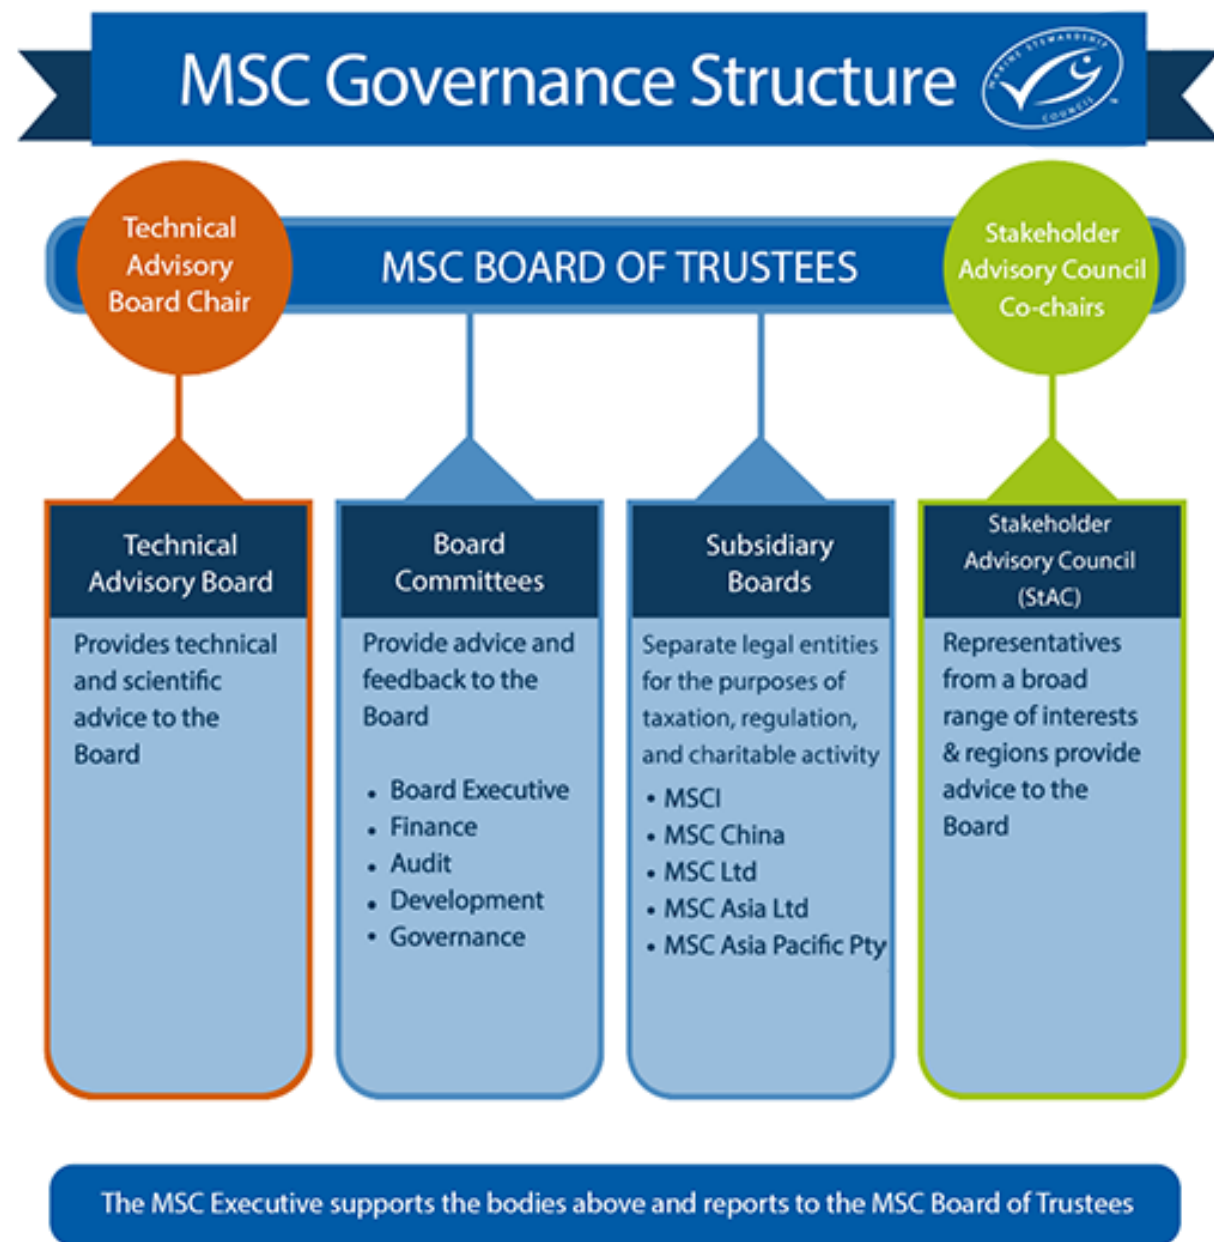 MSC Governance Structure
MARINE STEWARDSHIP
COUNCIL
™
Technical
Advisory
Board Chair
MSC BOARD OF TRUSTEES
Stakeholder
Advisory Council
Co-chairs
Technical
Advisory Board
Provides technical
and scientific
advice to the
Board
Board
Committees
Provide advice and
feedback to the
Board
• Board Executive
• Finance
• Audit
• Development
• Governance
Subsidiary
Boards
Separate legal entities
for the purposes of
taxation, regulation,
and charitable activity
• MSCI
• MSC China
• MSC Ltd
• MSC Asia Ltd
• MSC Asia Pacific Pty
Stakeholder
Advisory Council
(StAC)
Representatives
from a broad
range of interests
& regions provide
advice to the
Board
The MSC Executive supports the bodies above and reports to the MSC Board of Trustees